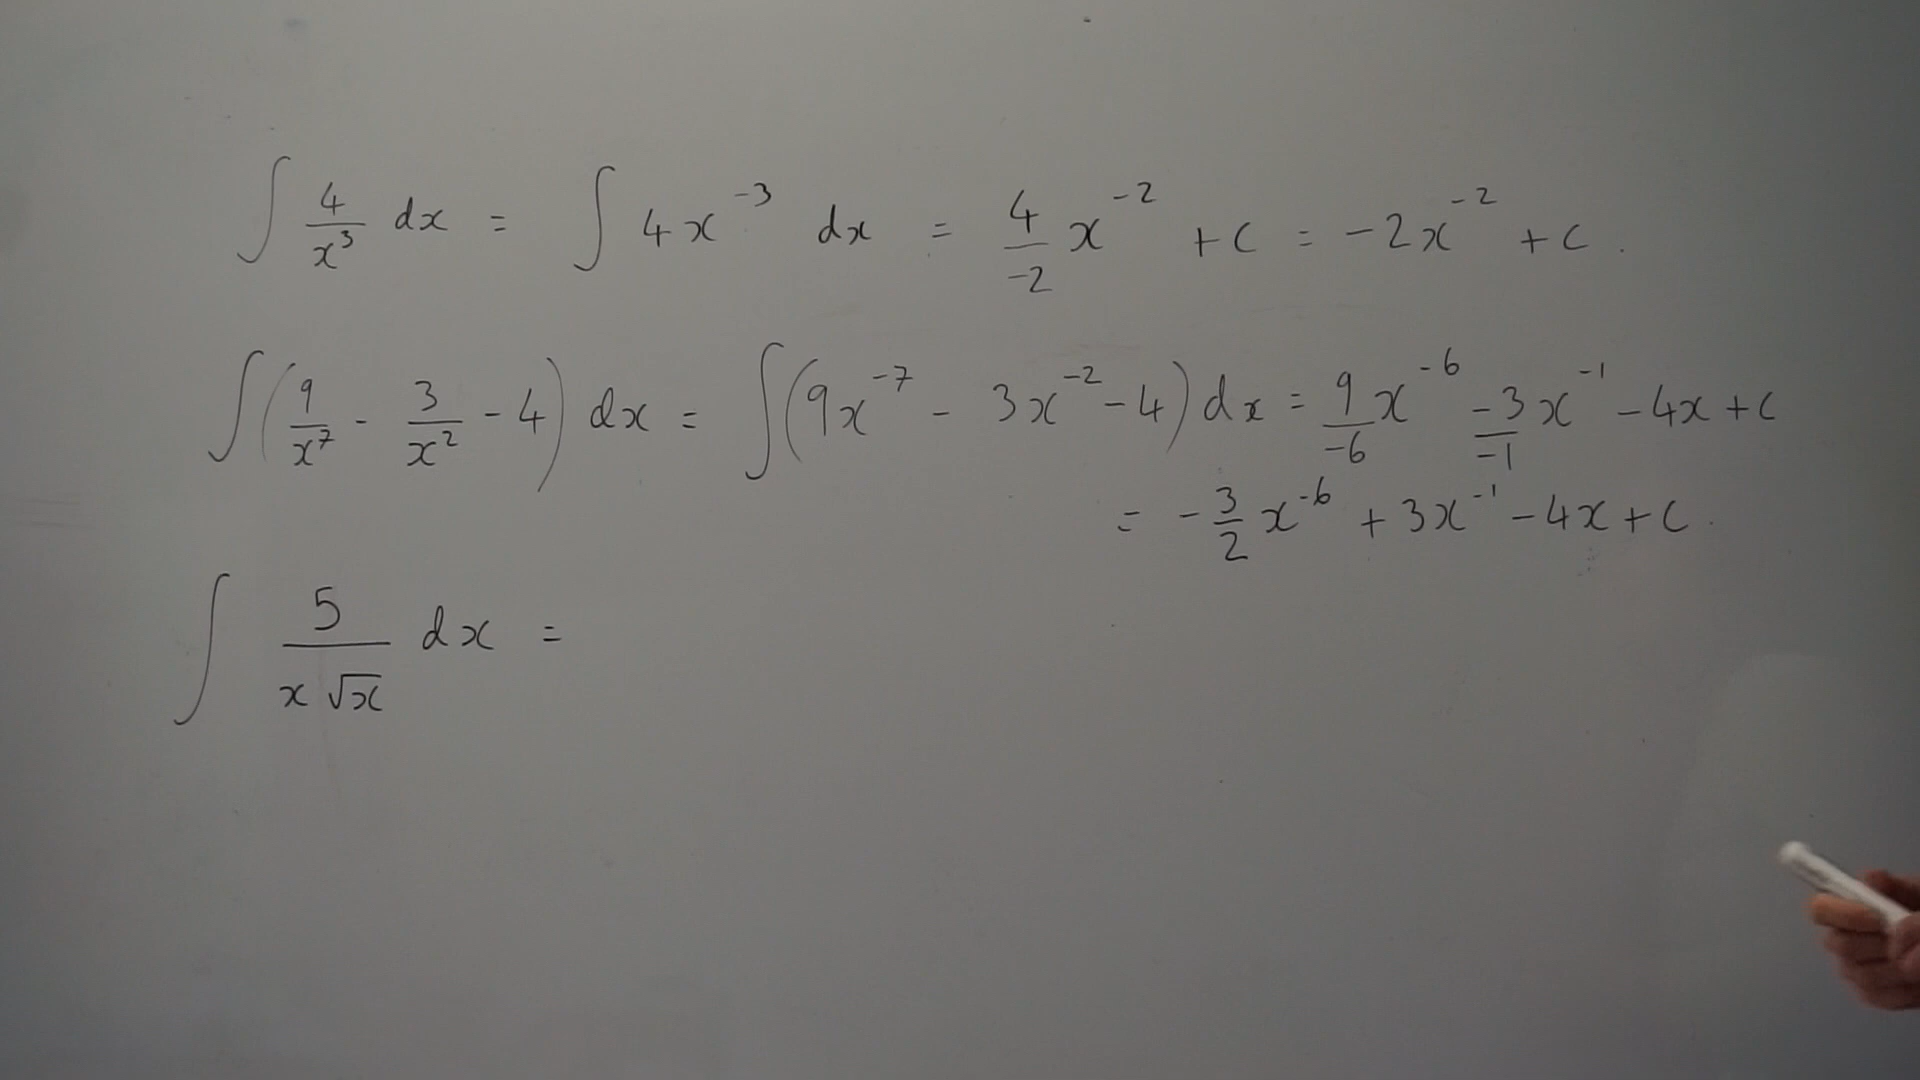 ∫ 4/x³ dx = ∫ 4x⁻³ dx = 4/-2 x⁻² + c = -2x⁻² + c.
∫(9/x⁷ - 3/x² - 4) dx = ∫(9x⁻⁷ - 3x⁻² - 4) dx = 9/-6 x⁻⁶ - 3/-1 x⁻¹ - 4x + c
= -3/2 x⁻⁶ + 3x⁻¹ - 4x + c.
∫ 5/(x√x) dx =